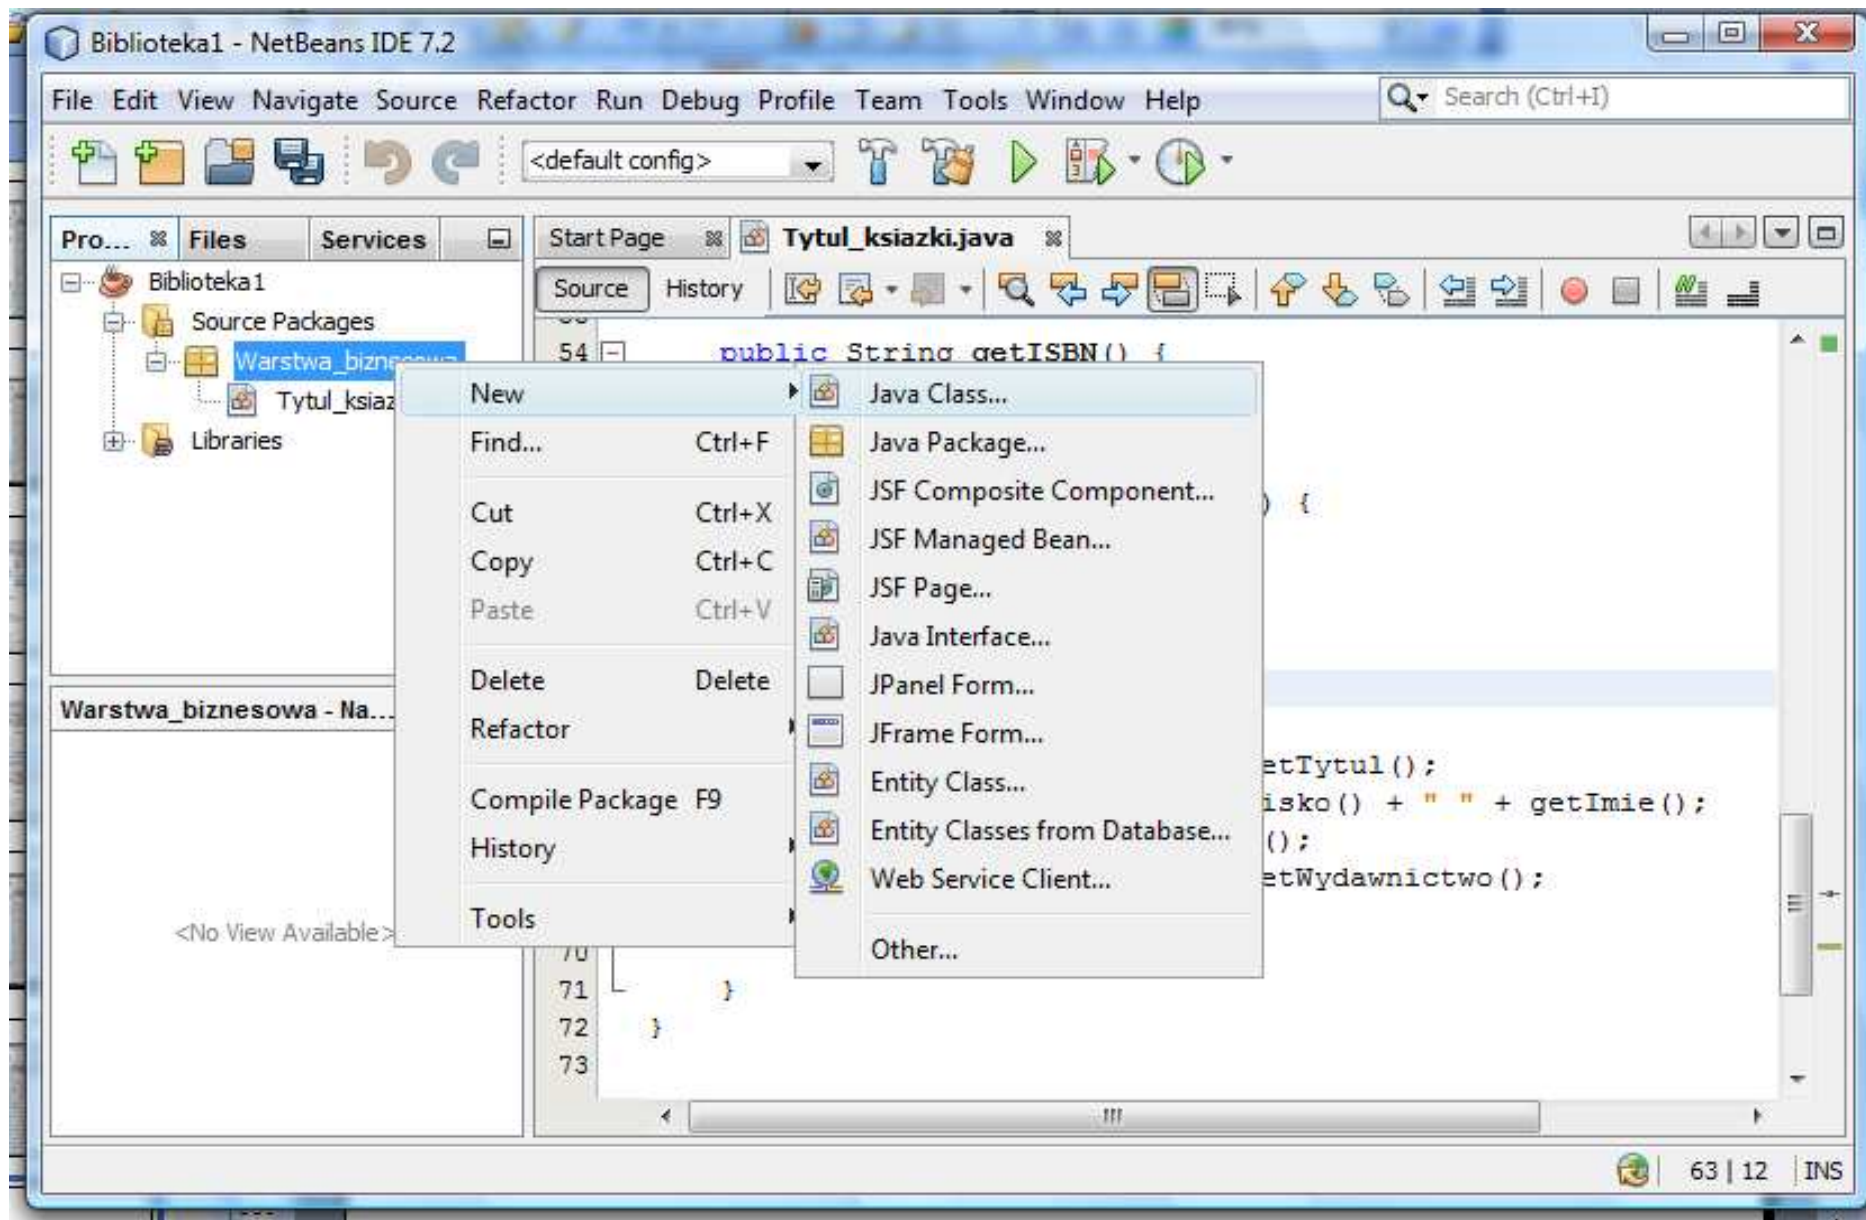 Biblioteka1 - NetBeans IDE 7.2
File Edit View Navigate Source Refactor Run Debug Profile Team Tools Window Help
Search (Ctrl+I)
<default config>
Pro... Files Services
Biblioteka1
Source Packages
Warstwa_biznesowa
Tytul_ksiaz
Libraries
Warstwa_biznesowa - Na...
<No View Available>
New
Find... Ctrl+F
Cut Ctrl+X
Copy Ctrl+C
Paste Ctrl+V
Delete Delete
Refactor
Compile Package F9
History
Tools
Java Class...
Java Package...
JSF Composite Component...
JSF Managed Bean...
JSF Page...
Java Interface...
JPanel Form...
JFrame Form...
Entity Class...
Entity Classes from Database...
Web Service Client...
Other...
Start Page Tytul_ksiazki.java
Source History
54 public String getISBN() {
) {
etTytul();
isko() + " " + getImie();
();
etWydawnictwo();
70
71 }
72 }
73
63 | 12 INS